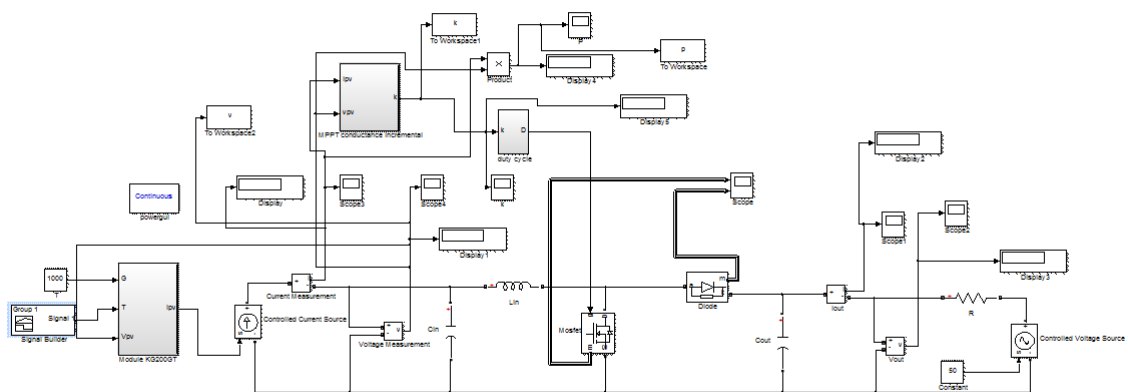 k
To Workspace1
P
Product
p
To Workspace
Display4
Ipv
k
vpv
MPPT conductance incremental
Display5
v
To Workspace2
k
D
duty cycle
Display2
Continuous
powergui
Display
Scope3
Scope4
k
Scope
Scope1
Scope2
Display1
Display3
1000
T
G
T
Vpv
Ipv
Module KG200GT
Group 1
Signal 1
Signal Builder
Current Measurement
Controlled Current Source
Voltage Measurement
v
Cin
Lin
Mosfet
m
Diode
Cout
Iout
v
Vout
R
Controlled Voltage Source
50
Constant